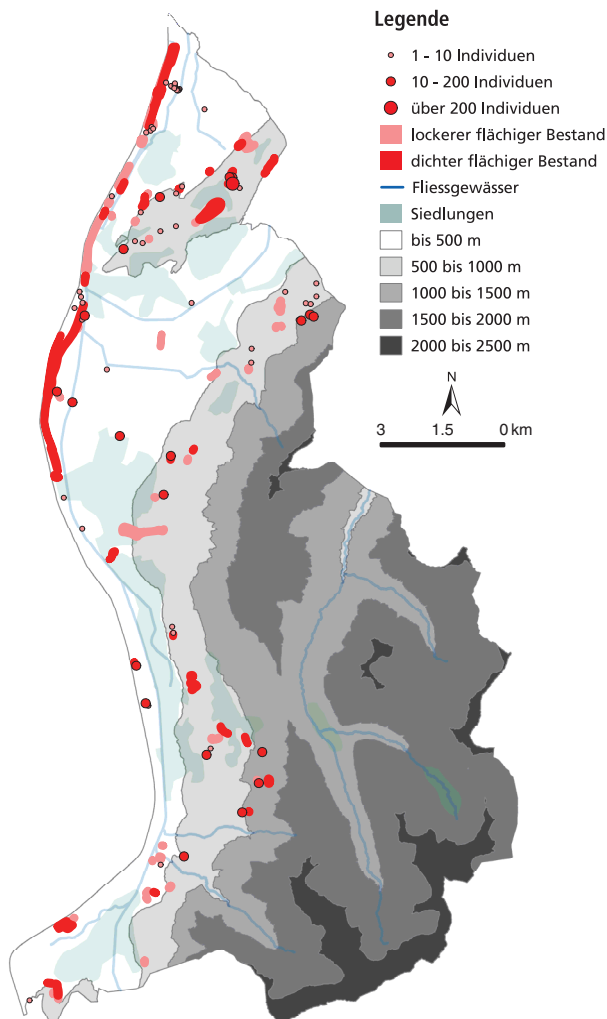 Legende
1 - 10 Individuen
10 - 200 Individuen
über 200 Individuen
lockerer flächiger Bestand
dichter flächiger Bestand
Fliessgewässer
Siedlungen
bis 500 m
500 bis 1000 m
1000 bis 1500 m
1500 bis 2000 m
2000 bis 2500 m
N
3 1.5 0 km